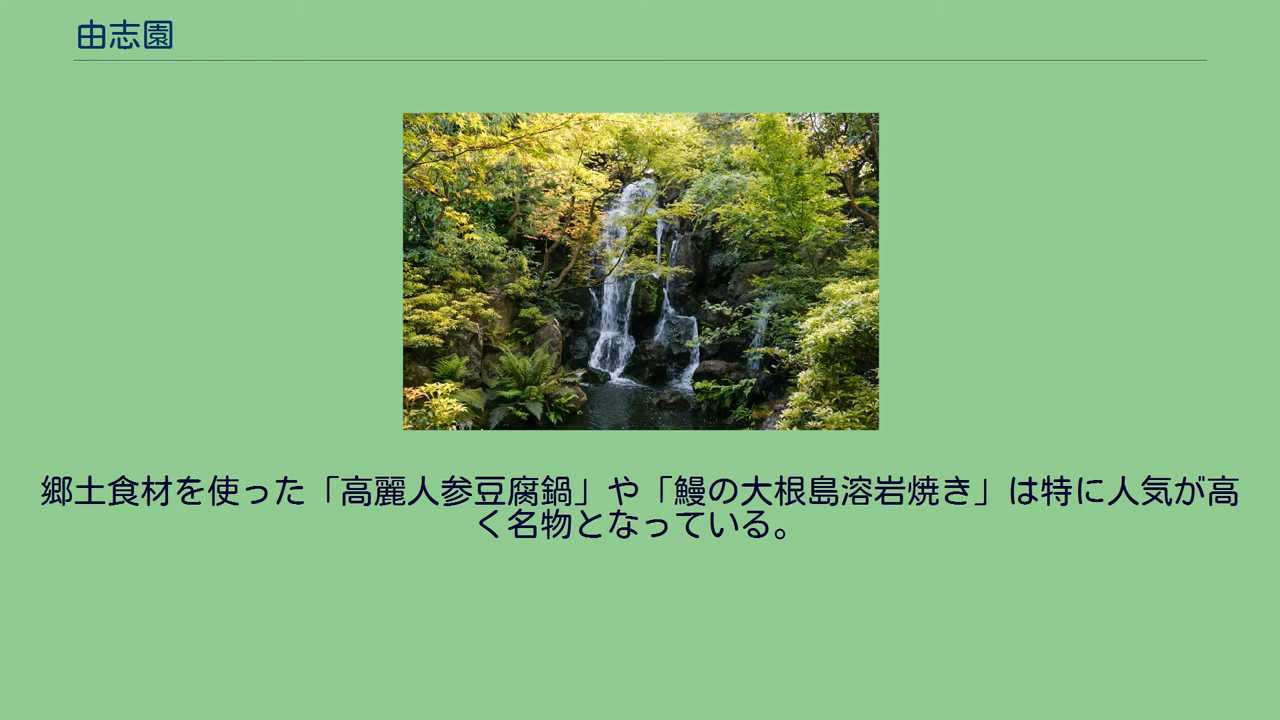 由志園
郷土食材を使った「高麗人参豆腐鍋」や「鰻の大根島溶岩焼き」は特に人気が高
く名物となっている。